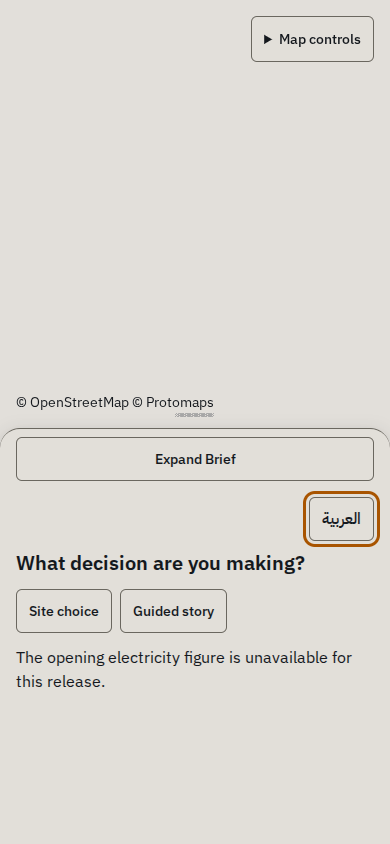 ▶ Map controls
© OpenStreetMap © Protomaps
Expand Brief
العربية
What decision are you making?
Site choice
Guided story
The opening electricity figure is unavailable for
this release.